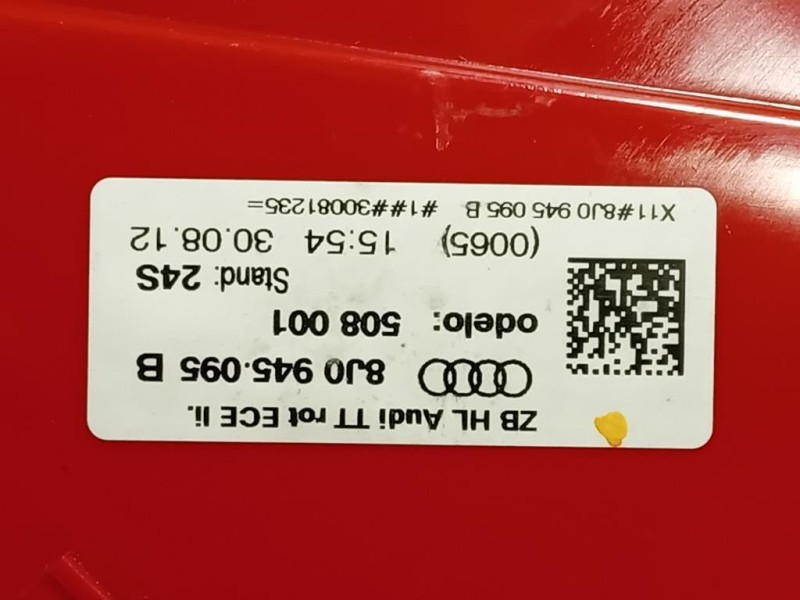 ZB HL Audi TT rot ECE li.
8J0 945.095 B
odelo: 508 001
Stand: 24S
(0065) 15:54 30.08.12
X11#8J0 945 095 B #1##30081235=